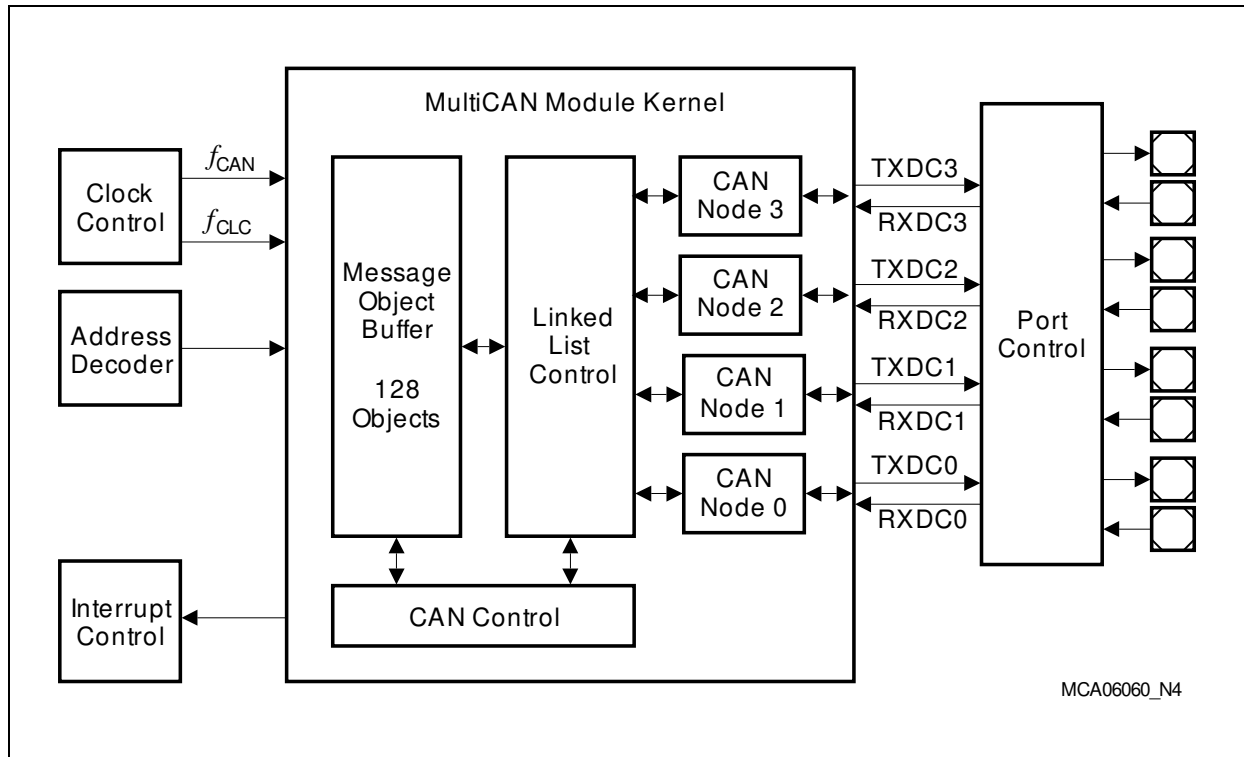 MultiCAN Module Kernel
Clock
Control
fCAN
fCLC
Address
Decoder
Interrupt
Control
Message
Object
Buffer
128
Objects
Linked
List
Control
CAN
Node 3
CAN
Node 2
CAN
Node 1
CAN
Node 0
CAN Control
TXDC3
RXDC3
TXDC2
RXDC2
TXDC1
RXDC1
TXDC0
RXDC0
Port
Control
MCA06060_N4